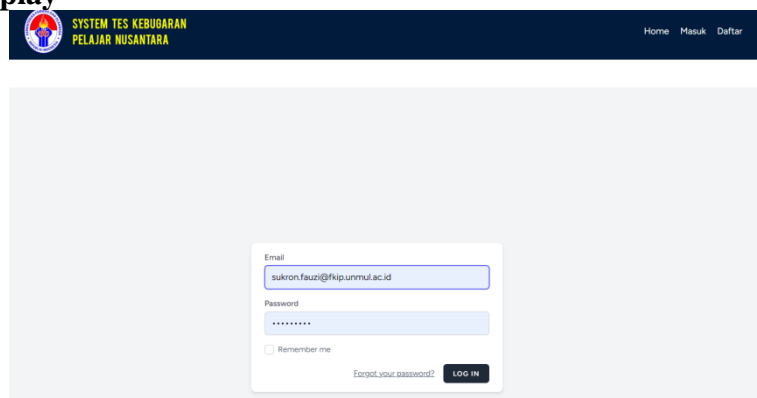 play
SYSTEM TES KEBUGARAN
PELAJAR NUSANTARA
Home Masuk Daftar
Email
sukron.fauzi@fkip.unmul.ac.id
Password
•••••••••
Remember me
Forgot your password? LOG IN